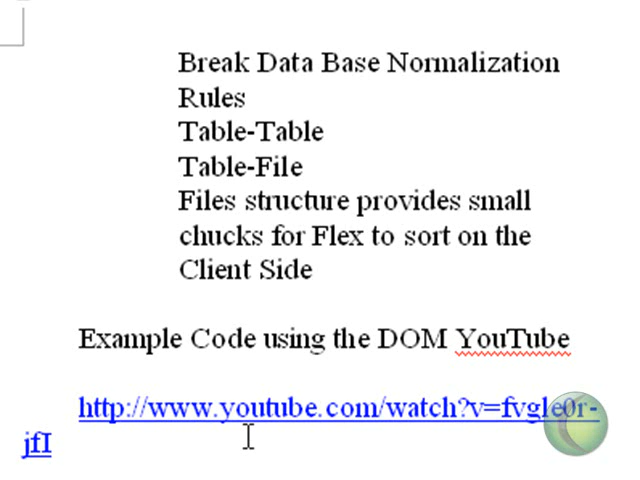 Break Data Base Normalization
Rules
Table-Table
Table-File
Files structure provides small
chucks for Flex to sort on the
Client Side
Example Code using the DOM YouTube
http://www.youtube.com/watch?v=fvgle0r-
jfI